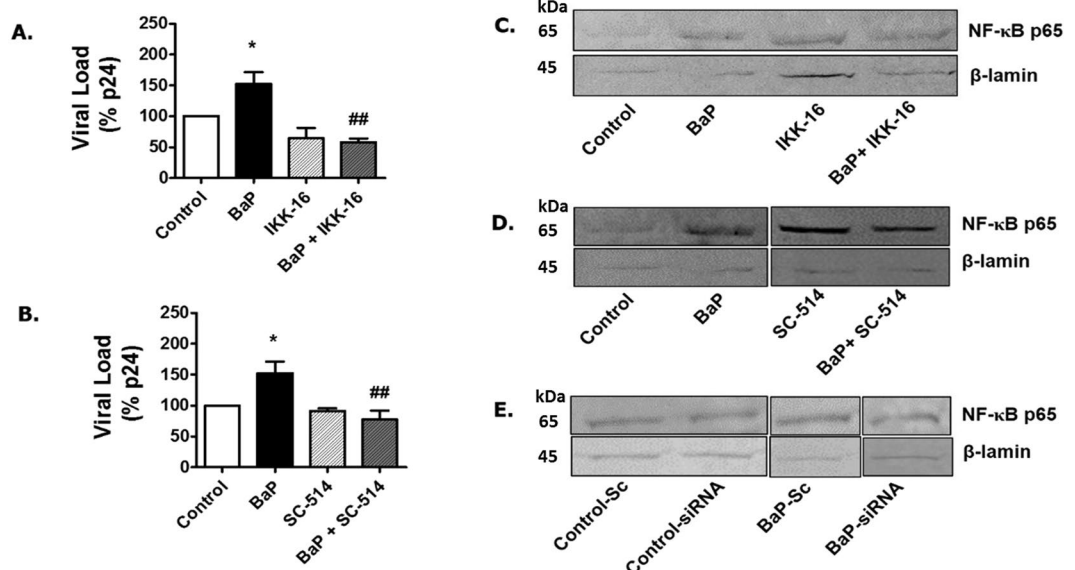 A.
Viral Load
(% p24)
250
200
150
100
50
0
*
##
Control
BaP
IKK-16
BaP + IKK-16
B.
Viral Load
(% p24)
250
200
150
100
50
0
*
##
Control
BaP
SC-514
BaP + SC-514
C.
kDa
65
NF-κB p65
45
β-lamin
Control
BaP
IKK-16
BaP+ IKK-16
D.
kDa
65
NF-κB p65
45
β-lamin
Control
BaP
SC-514
BaP+ SC-514
E.
kDa
65
NF-κB p65
45
β-lamin
Control-Sc
Control-siRNA
BaP-Sc
BaP-siRNA